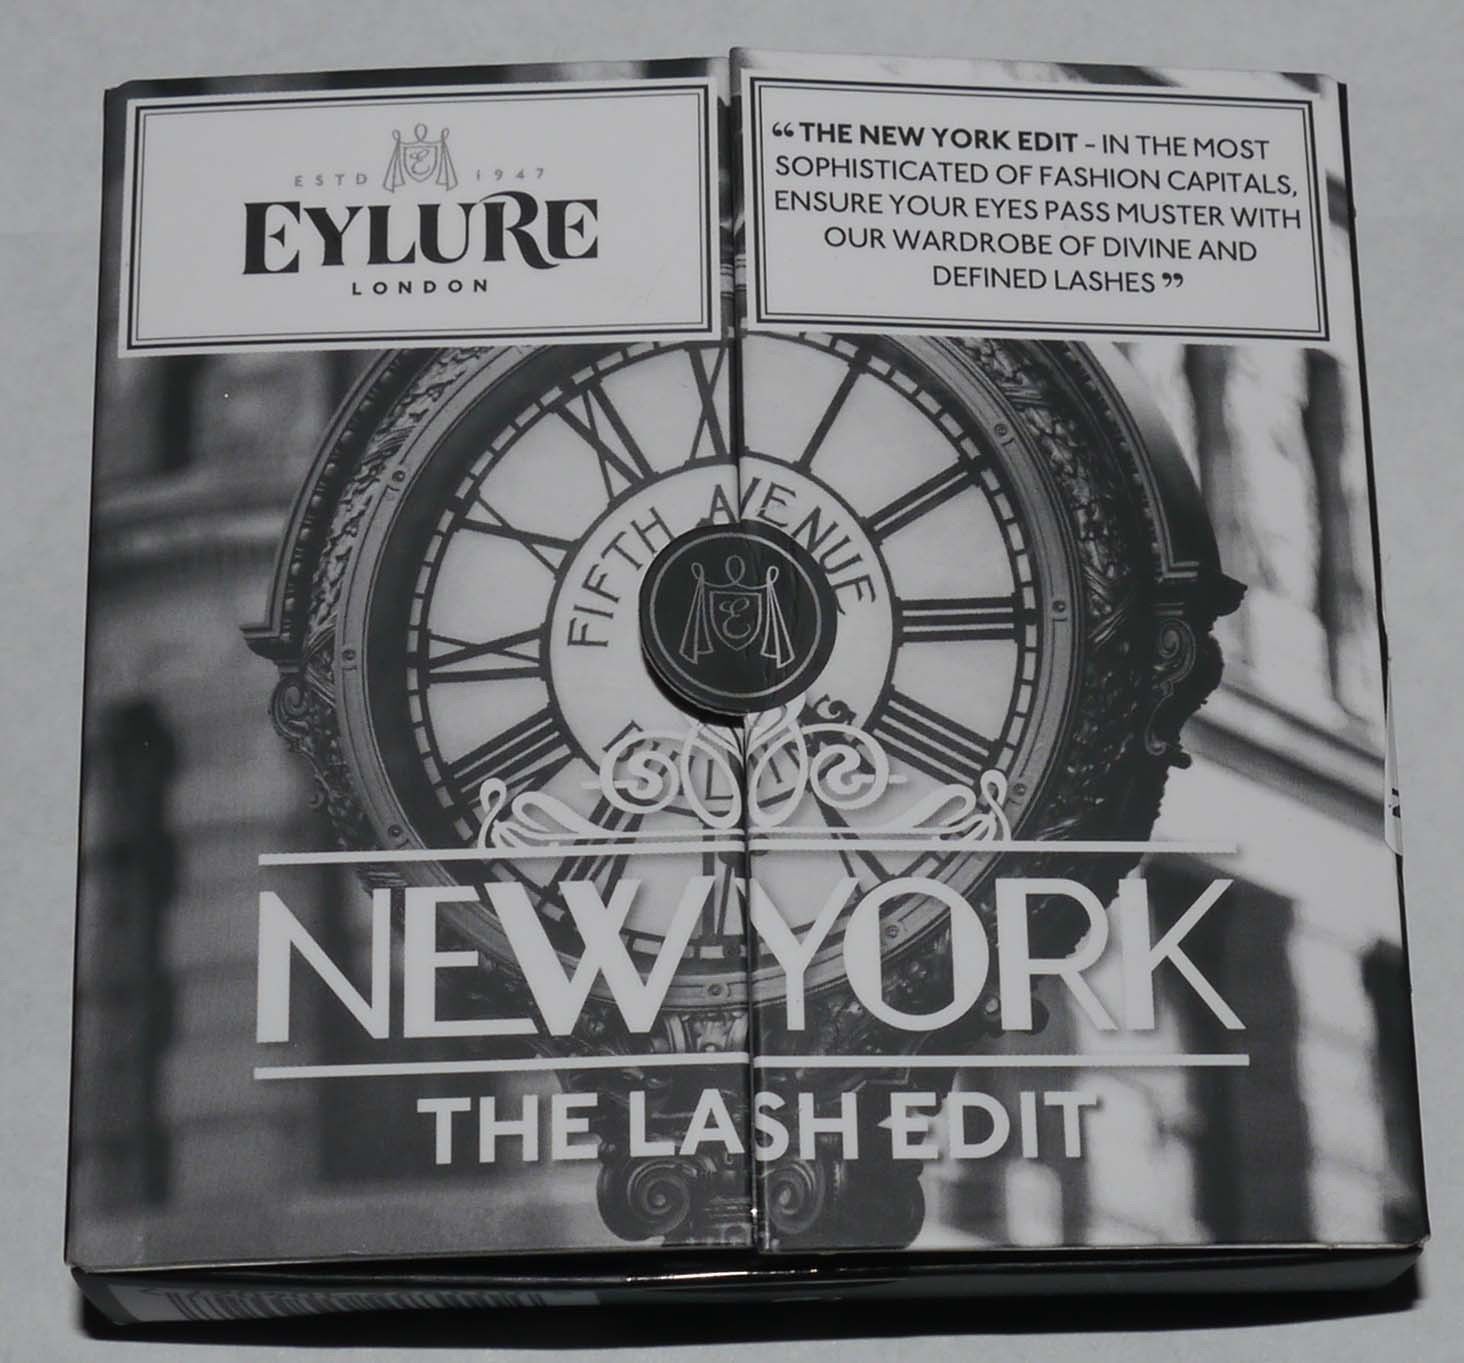 ESTD 1947
EYLURE
LONDON
“ THE NEW YORK EDIT – IN THE MOST
SOPHISTICATED OF FASHION CAPITALS,
ENSURE YOUR EYES PASS MUSTER WITH
OUR WARDROBE OF DIVINE AND
DEFINED LASHES ”
FIFTH AVENUE
E
NEW YORK
THE LASH EDIT